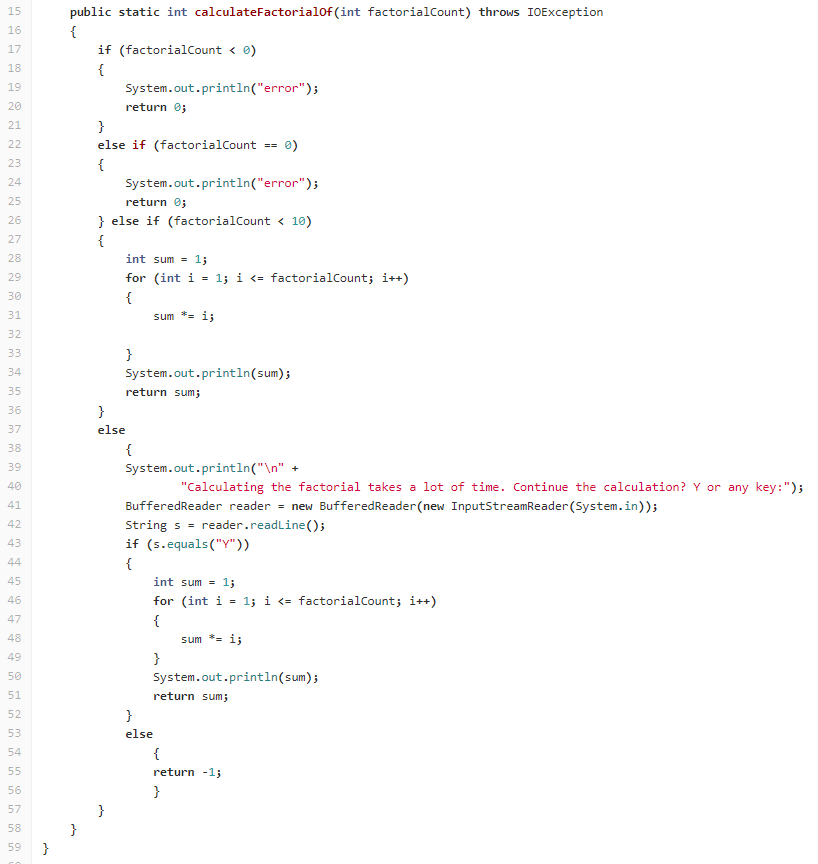 15 public static int calculateFactorialOf(int factorialCount) throws IOException
16 {
17 if (factorialCount < 0)
18 {
19 System.out.println("error");
20 return 0;
21 }
22 else if (factorialCount == 0)
23 {
24 System.out.println("error");
25 return 0;
26 } else if (factorialCount < 10)
27 {
28 int sum = 1;
29 for (int i = 1; i <= factorialCount; i++)
30 {
31 sum *= i;
32
33 }
34 System.out.println(sum);
35 return sum;
36 }
37 else
38 {
39 System.out.println("\n" +
40 "Calculating the factorial takes a lot of time. Continue the calculation? Y or any key:");
41 BufferedReader reader = new BufferedReader(new InputStreamReader(System.in));
42 String s = reader.readLine();
43 if (s.equals("Y"))
44 {
45 int sum = 1;
46 for (int i = 1; i <= factorialCount; i++)
47 {
48 sum *= i;
49 }
50 System.out.println(sum);
51 return sum;
52 }
53 else
54 {
55 return -1;
56 }
57 }
58 }
59 }